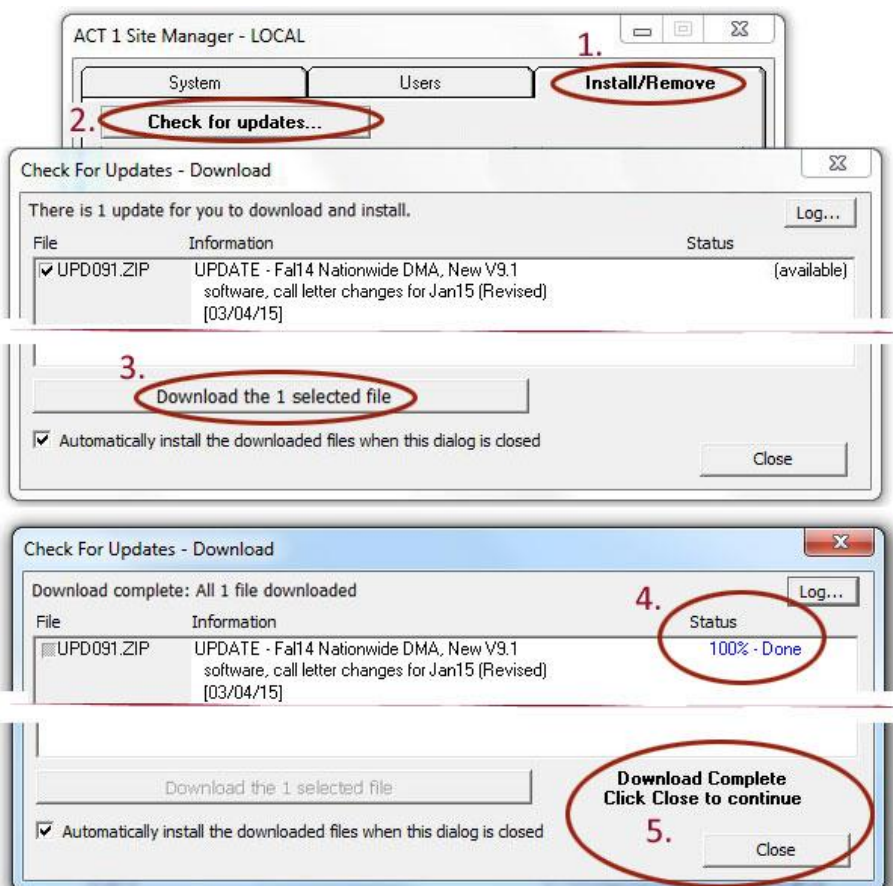 ACT 1 Site Manager - LOCAL
1.
System Users Install/Remove
2. Check for updates...
Check For Updates - Download
There is 1 update for you to download and install. Log...
File Information Status
UPD091.ZIP UPDATE - Fal14 Nationwide DMA, New V9.1 (available)
software, call letter changes for Jan15 (Revised)
[03/04/15]
3.
Download the 1 selected file
Automatically install the downloaded files when this dialog is closed
Close
Check For Updates - Download
Download complete: All 1 file downloaded 4. Log...
File Information Status
UPD091.ZIP UPDATE - Fal14 Nationwide DMA, New V9.1 100% - Done
software, call letter changes for Jan15 (Revised)
[03/04/15]
Download the 1 selected file Download Complete
Click Close to continue
Automatically install the downloaded files when this dialog is closed 5.
Close